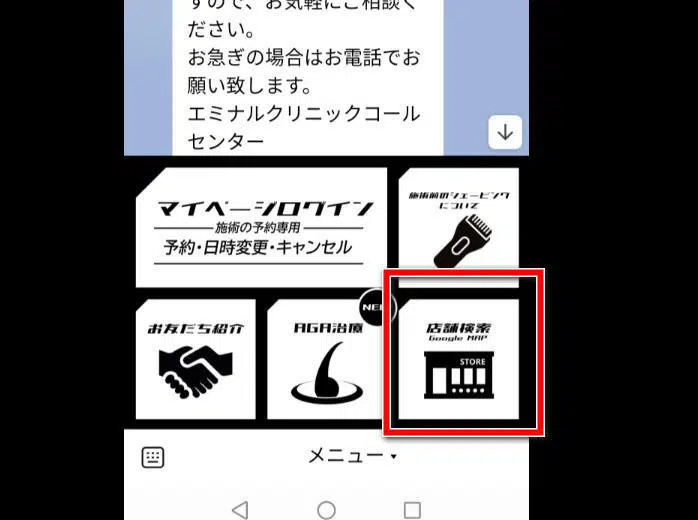 すので、お気軽にご相談く
ださい。
お急ぎの場合はお電話でお
願い致します。
エミナルクリニックコール
センター
マイページログイン
施術の予約専用
予約・日時変更・キャンセル
施術前のシェービング
について
お友だち紹介
AGA治療
NEW
店舗検索
Google MAP
STORE
メニュー